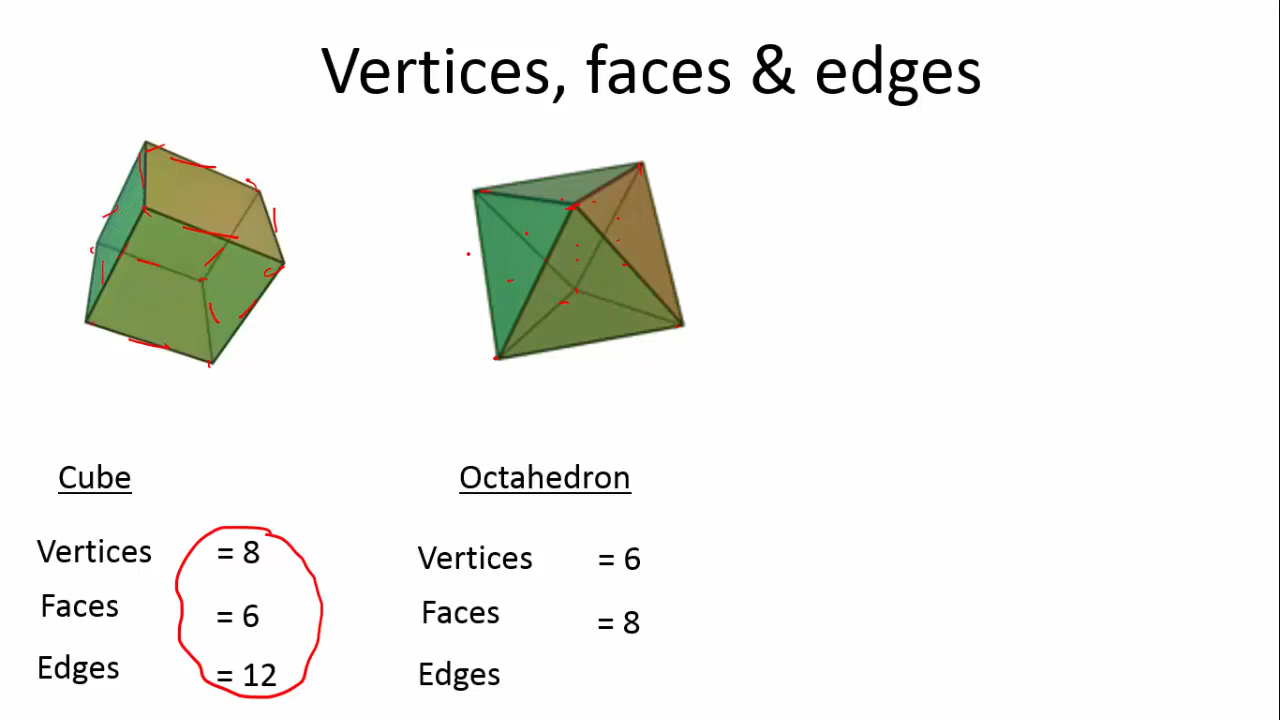 Vertices, faces & edges
Cube
Vertices = 8
Faces = 6
Edges = 12
Octahedron
Vertices = 6
Faces = 8
Edges